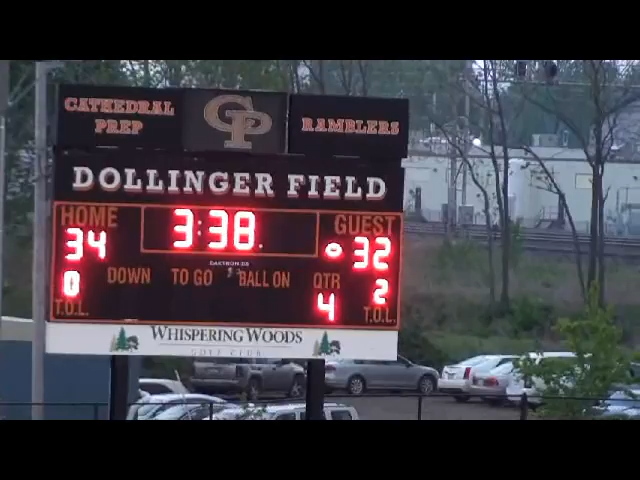 CATHEDRAL PREP
CP
RAMBLERS
DOLLINGER FIELD
HOME 3:38 GUEST
34 32
0 DOWN TO GO BALL ON QTR 2
T.O.L. 4 T.O.L.
DAKTRONICS
WHISPERING WOODS
GOLF CLUB